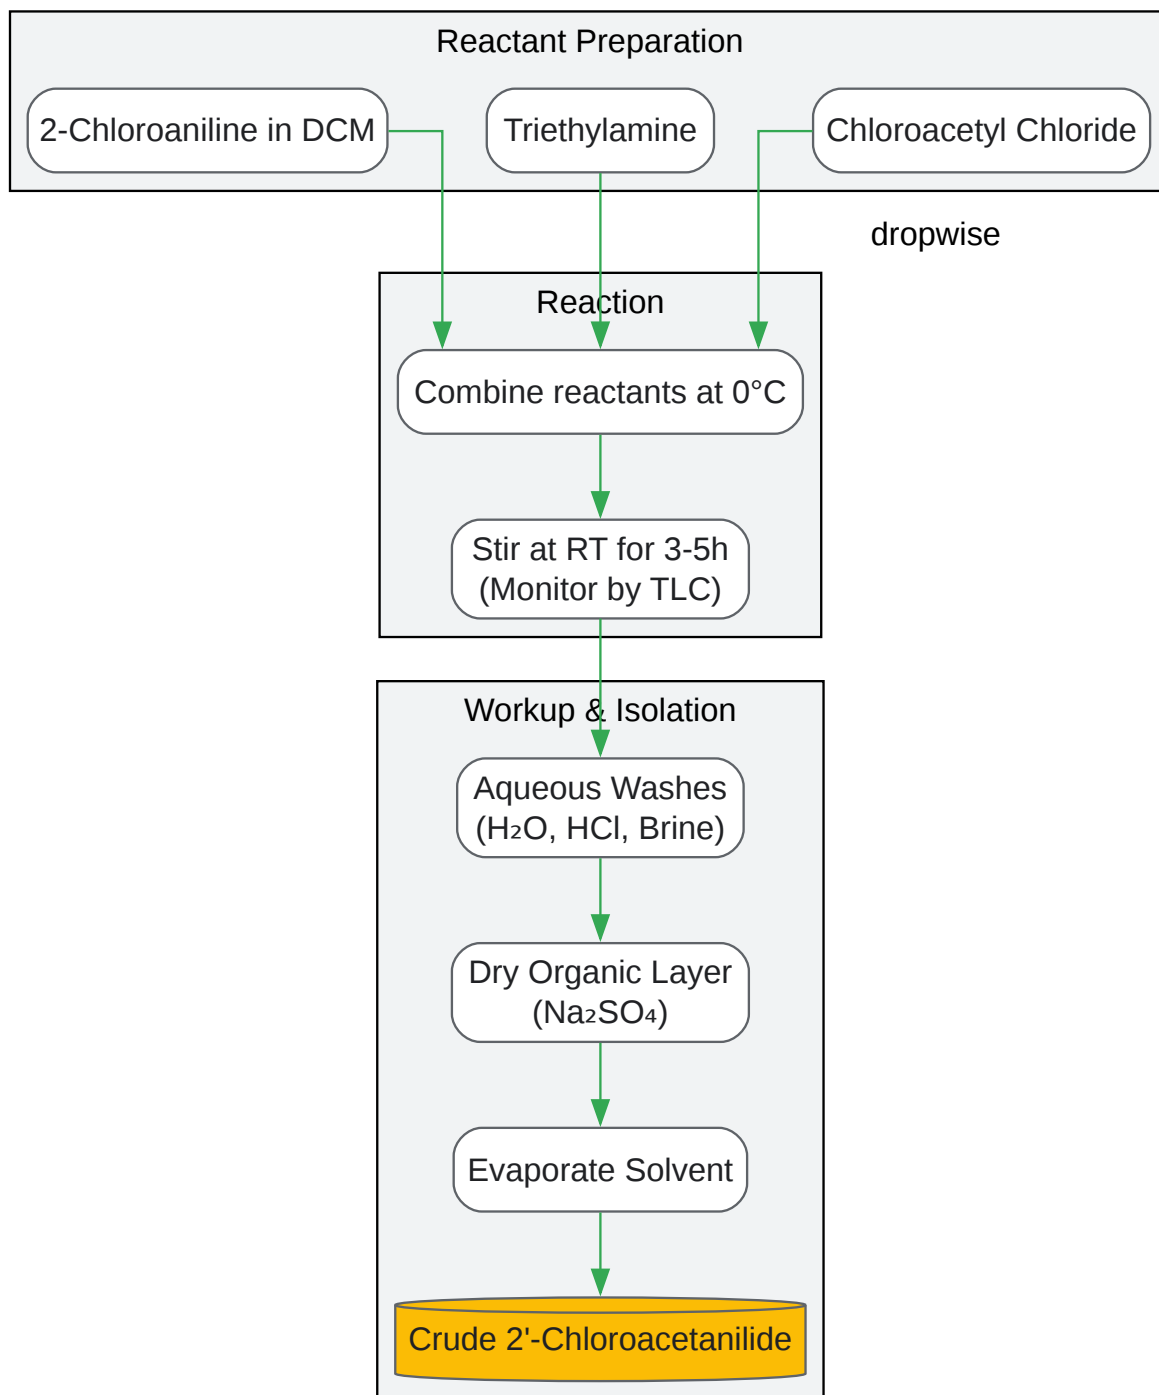 Reactant Preparation
2-Chloroaniline in DCM
Triethylamine
Chloroacetyl Chloride
dropwise
Reaction
Combine reactants at 0°C
Stir at RT for 3-5h
(Monitor by TLC)
Workup & Isolation
Aqueous Washes
(H₂O, HCl, Brine)
Dry Organic Layer
(Na₂SO₄)
Evaporate Solvent
Crude 2'-Chloroacetanilide